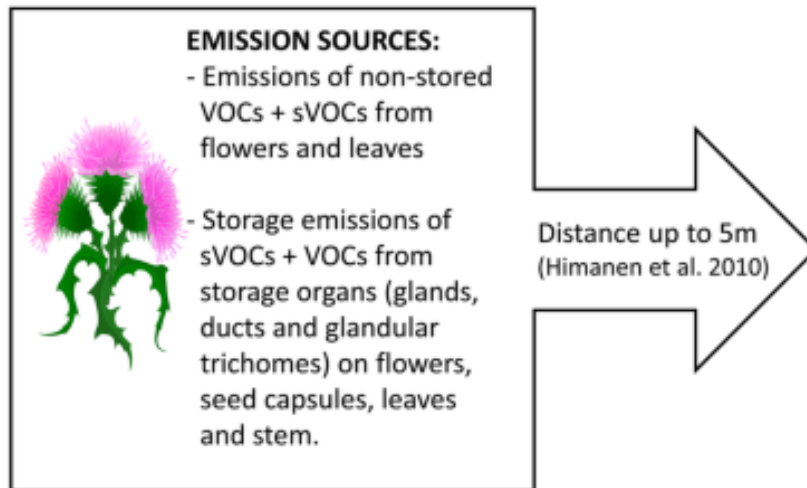 EMISSION SOURCES:
- Emissions of non-stored
VOCs + sVOCs from
flowers and leaves
- Storage emissions of
sVOCs + VOCs from
storage organs (glands,
ducts and glandular
trichomes) on flowers,
seed capsules, leaves
and stem.
Distance up to 5m
(Himanen et al. 2010)